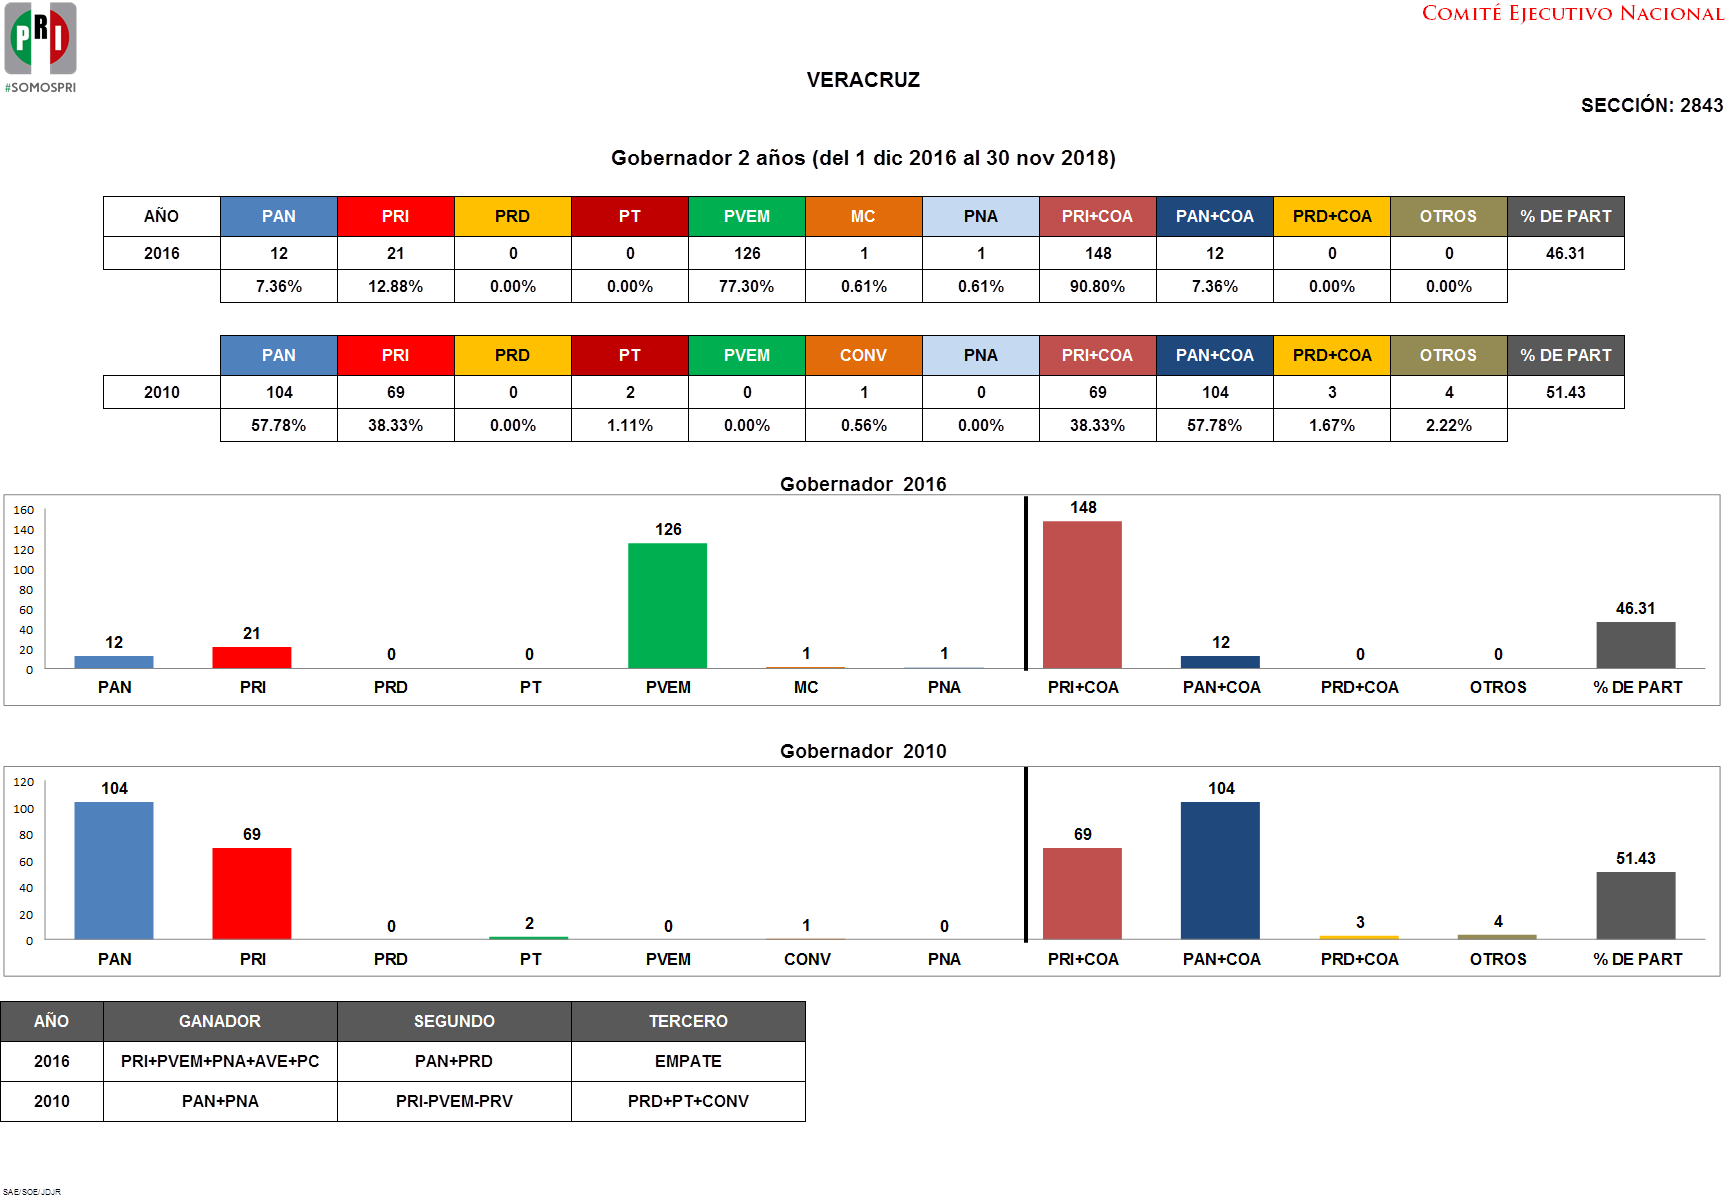 PRI
#SOMOSPRI
COMITÉ EJECUTIVO NACIONAL
VERACRUZ
SECCIÓN: 2843
Gobernador 2 años (del 1 dic 2016 al 30 nov 2018)
AÑO PAN PRI PRD PT PVEM MC PNA PRI+COA PAN+COA PRD+COA OTROS % DE PART
2016 12 21 0 0 126 1 1 148 12 0 0 46.31
7.36% 12.88% 0.00% 0.00% 77.30% 0.61% 0.61% 90.80% 7.36% 0.00% 0.00%
PAN PRI PRD PT PVEM CONV PNA PRI+COA PAN+COA PRD+COA OTROS % DE PART
2010 104 69 0 2 0 1 0 69 104 3 4 51.43
57.78% 38.33% 0.00% 1.11% 0.00% 0.56% 0.00% 38.33% 57.78% 1.67% 2.22%
Gobernador 2016
160
140
120
100
80
60
40
20
0
12 21 0 0 126 1 1 148 12 0 0 46.31
PAN PRI PRD PT PVEM MC PNA PRI+COA PAN+COA PRD+COA OTROS % DE PART
Gobernador 2010
120
100
80
60
40
20
0
104 69 0 2 0 1 0 69 104 3 4 51.43
PAN PRI PRD PT PVEM CONV PNA PRI+COA PAN+COA PRD+COA OTROS % DE PART
AÑO GANADOR SEGUNDO TERCERO
2016 PRI+PVEM+PNA+AVE+PC PAN+PRD EMPATE
2010 PAN+PNA PRI-PVEM-PRV PRD+PT+CONV
SAE/SOE/JDJR